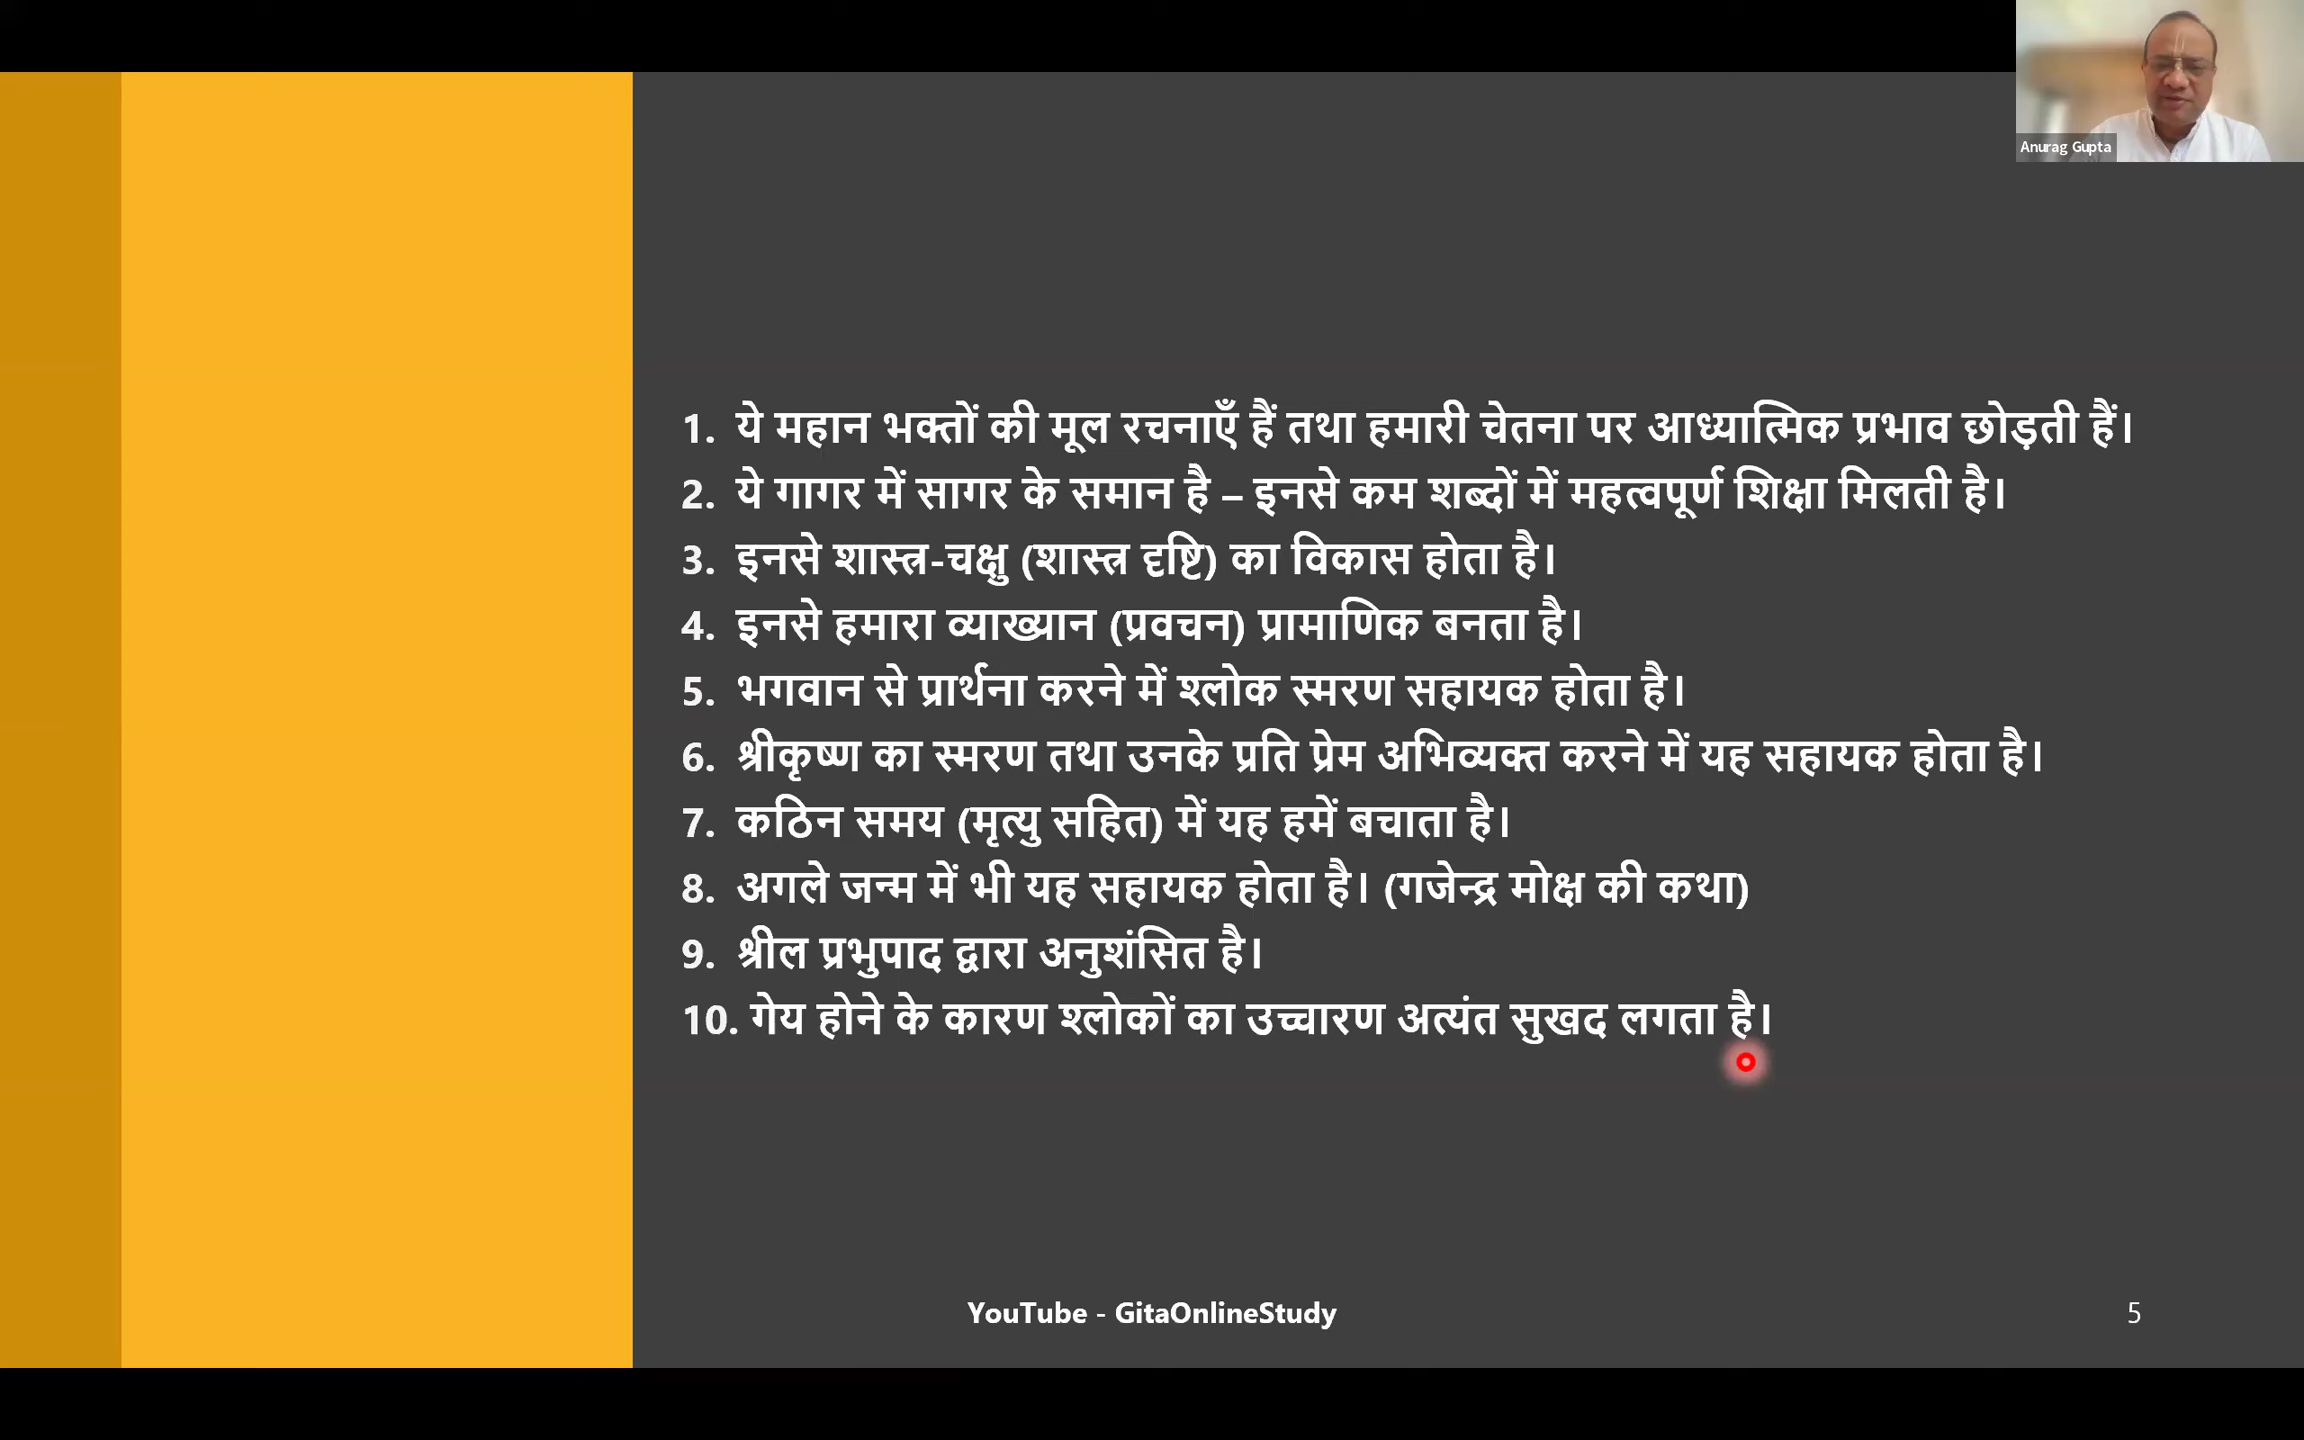 Anurag Gupta
1. ये महान भक्तों की मूल रचनाएँ हैं तथा हमारी चेतना पर आध्यात्मिक प्रभाव छोड़ती हैं।
2. ये गागर में सागर के समान है – इनसे कम शब्दों में महत्वपूर्ण शिक्षा मिलती है।
3. इनसे शास्त्र-चक्षु (शास्त्र दृष्टि) का विकास होता है।
4. इनसे हमारा व्याख्यान (प्रवचन) प्रामाणिक बनता है।
5. भगवान से प्रार्थना करने में श्लोक स्मरण सहायक होता है।
6. श्रीकृष्ण का स्मरण तथा उनके प्रति प्रेम अभिव्यक्त करने में यह सहायक होता है।
7. कठिन समय (मृत्यु सहित) में यह हमें बचाता है।
8. अगले जन्म में भी यह सहायक होता है। (गजेन्द्र मोक्ष की कथा)
9. श्रील प्रभुपाद द्वारा अनुशंसित है।
10. गेय होने के कारण श्लोकों का उच्चारण अत्यंत सुखद लगता है।
YouTube - GitaOnlineStudy
5